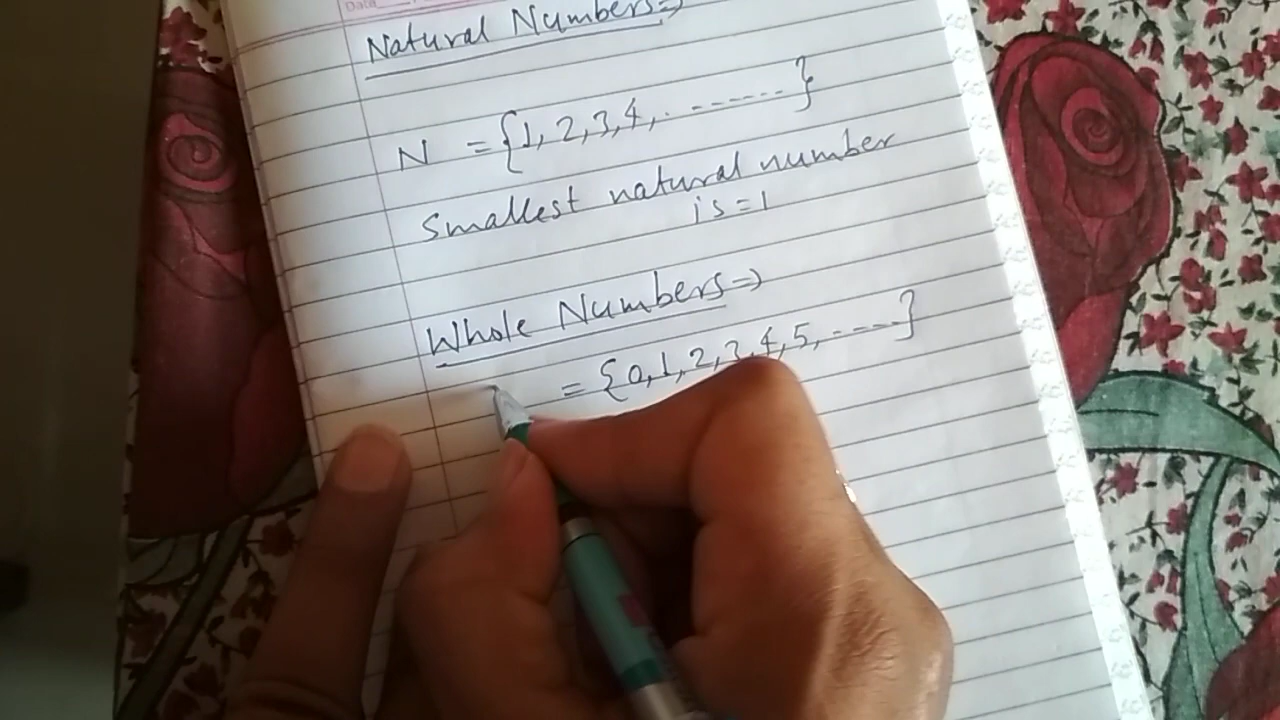 Date
Natural Numbers⇒
N = {1, 2, 3, 4, . ------ }
Smallest natural number
is = 1
Whole Numbers⇒
= {0, 1, 2, 3, 4, 5, ----- }